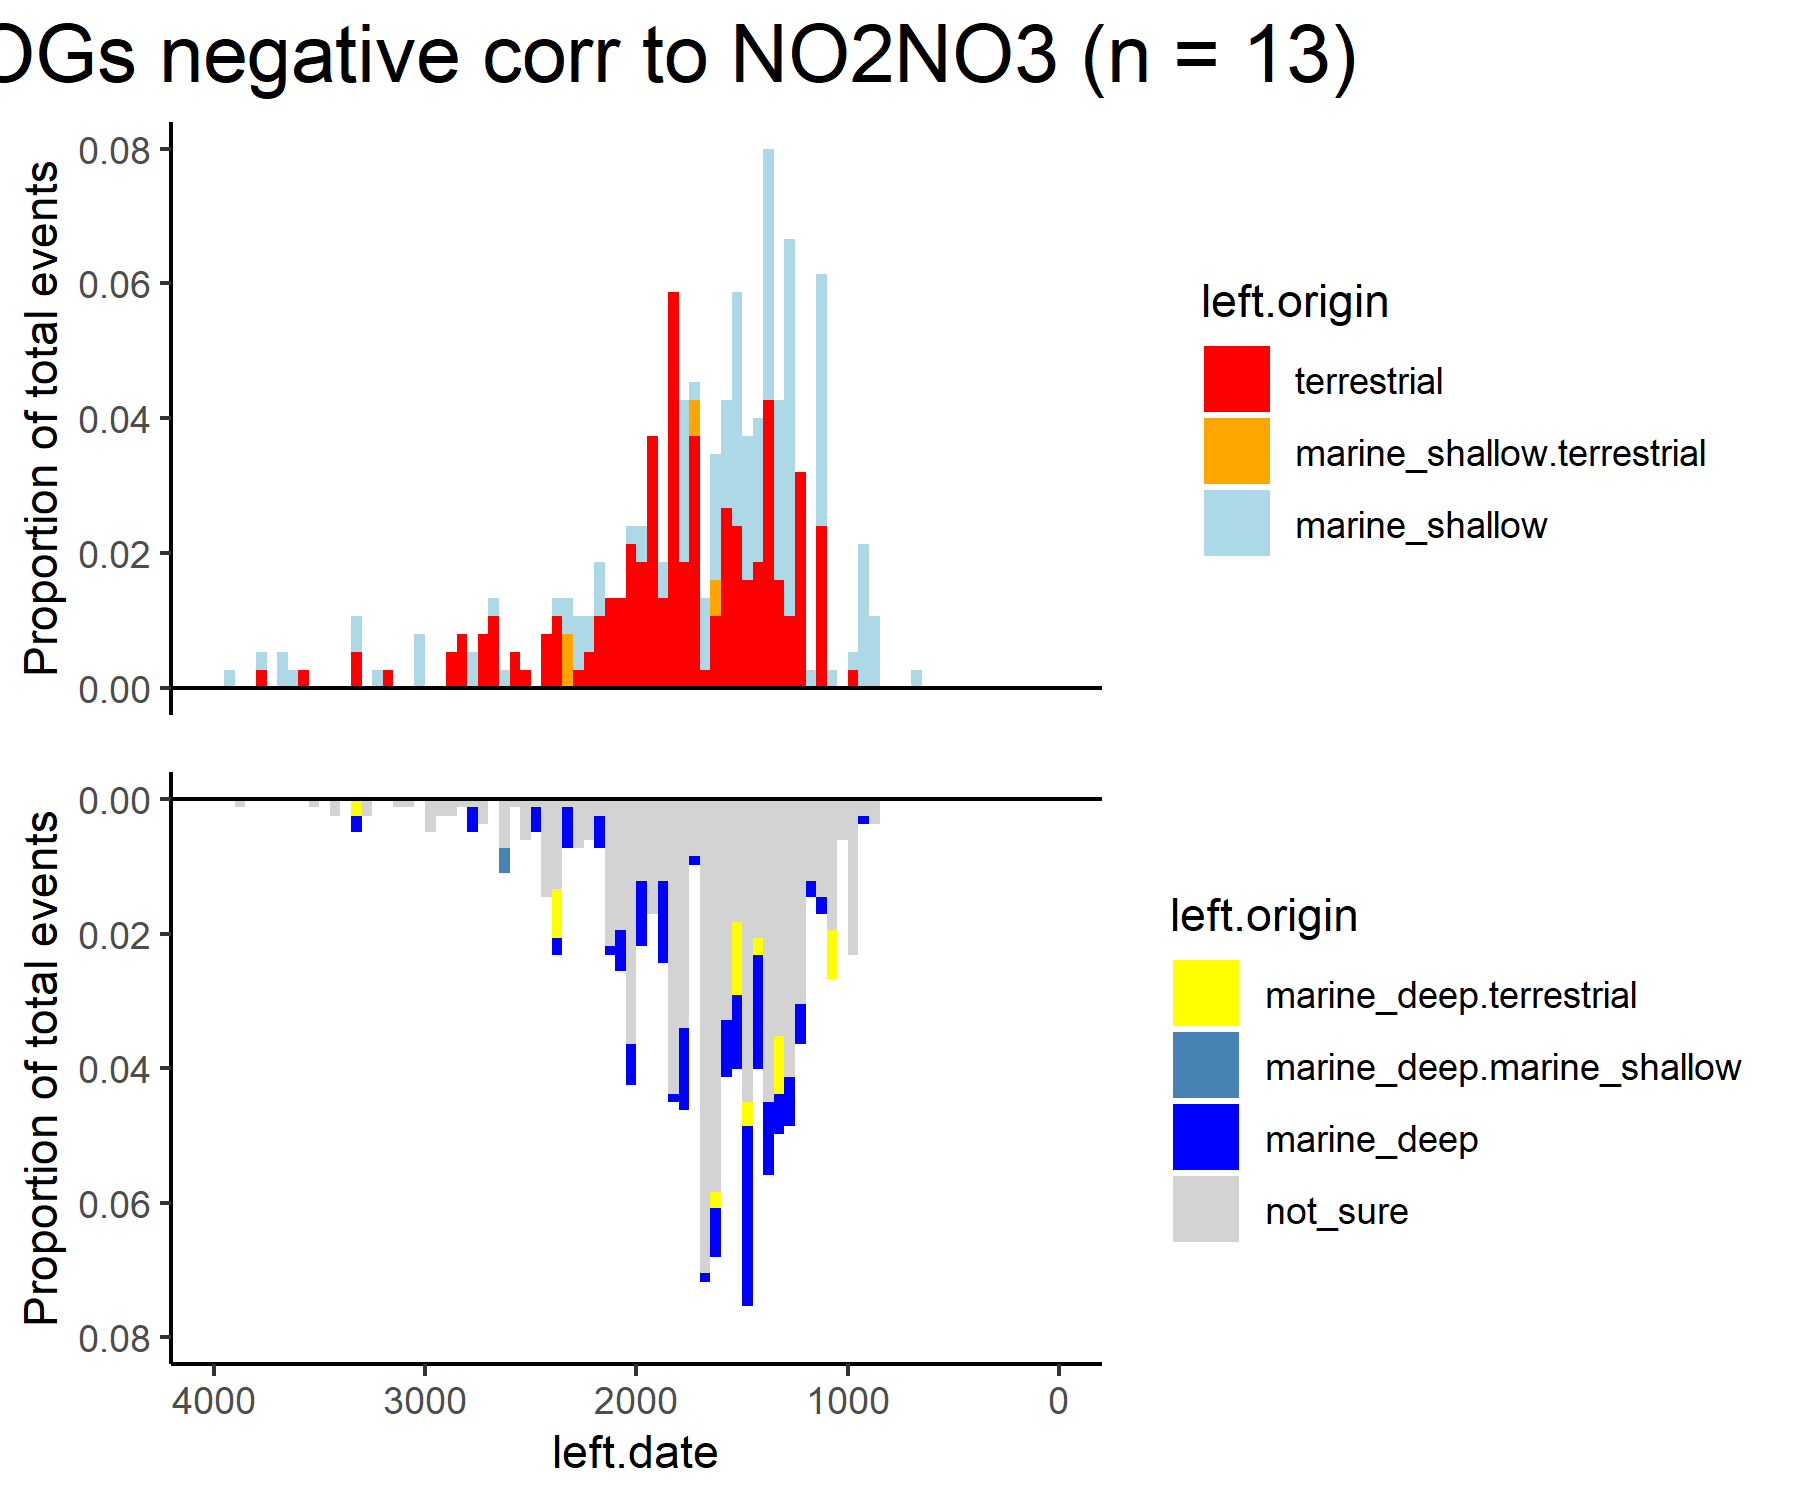 OGs negative corr to NO2NO3 (n = 13)
Proportion of total events
0.08
0.06
0.04
0.02
0.00
left.origin
terrestrial
marine_shallow.terrestrial
marine_shallow
Proportion of total events
0.00
0.02
0.04
0.06
0.08
4000 3000 2000 1000 0
left.date
left.origin
marine_deep.terrestrial
marine_deep.marine_shallow
marine_deep
not_sure